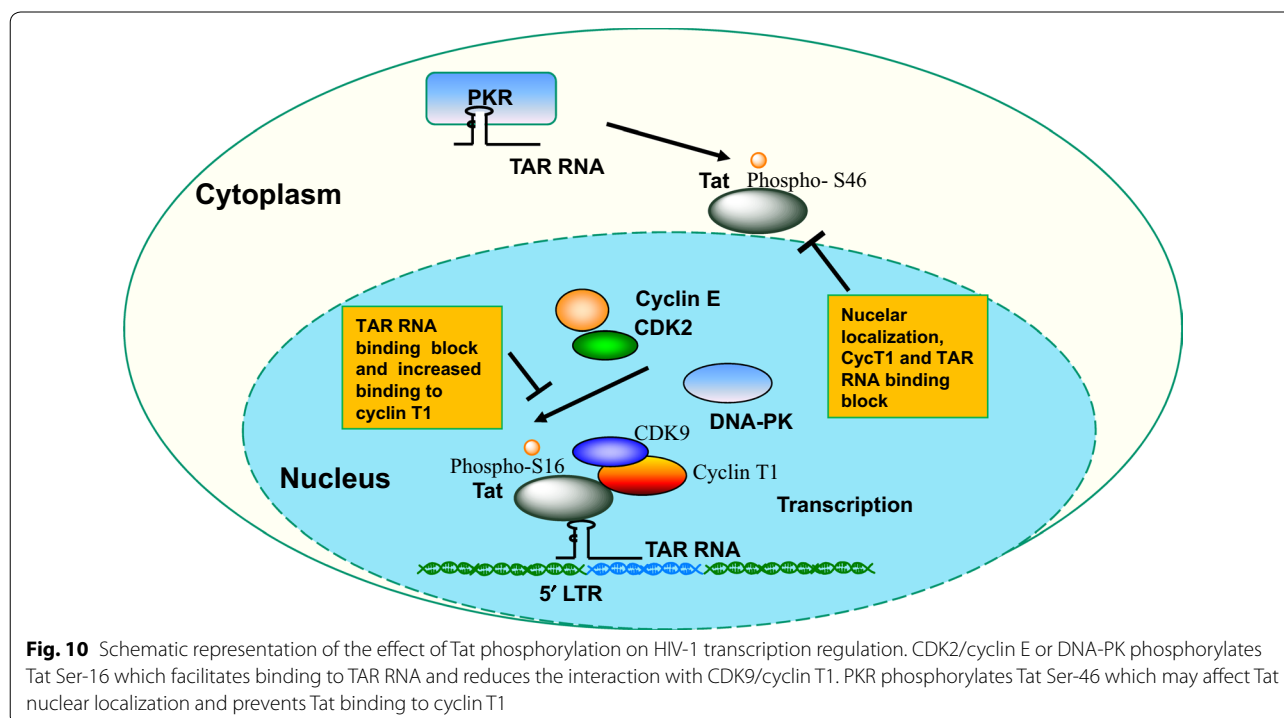 PKR
TAR RNA
Cytoplasm
Tat Phospho- S46
Cyclin E
CDK2
TAR RNA
binding block
and increased
binding to
cyclin T1
Nucelar
localization,
CycT1 and TAR
RNA binding
block
DNA-PK
CDK9
Phospho-S16
Cyclin T1
Nucleus
Tat
Transcription
TAR RNA
5′ LTR
Fig. 10 Schematic representation of the effect of Tat phosphorylation on HIV-1 transcription regulation. CDK2/cyclin E or DNA-PK phosphorylates
Tat Ser-16 which facilitates binding to TAR RNA and reduces the interaction with CDK9/cyclin T1. PKR phosphorylates Tat Ser-46 which may affect Tat
nuclear localization and prevents Tat binding to cyclin T1